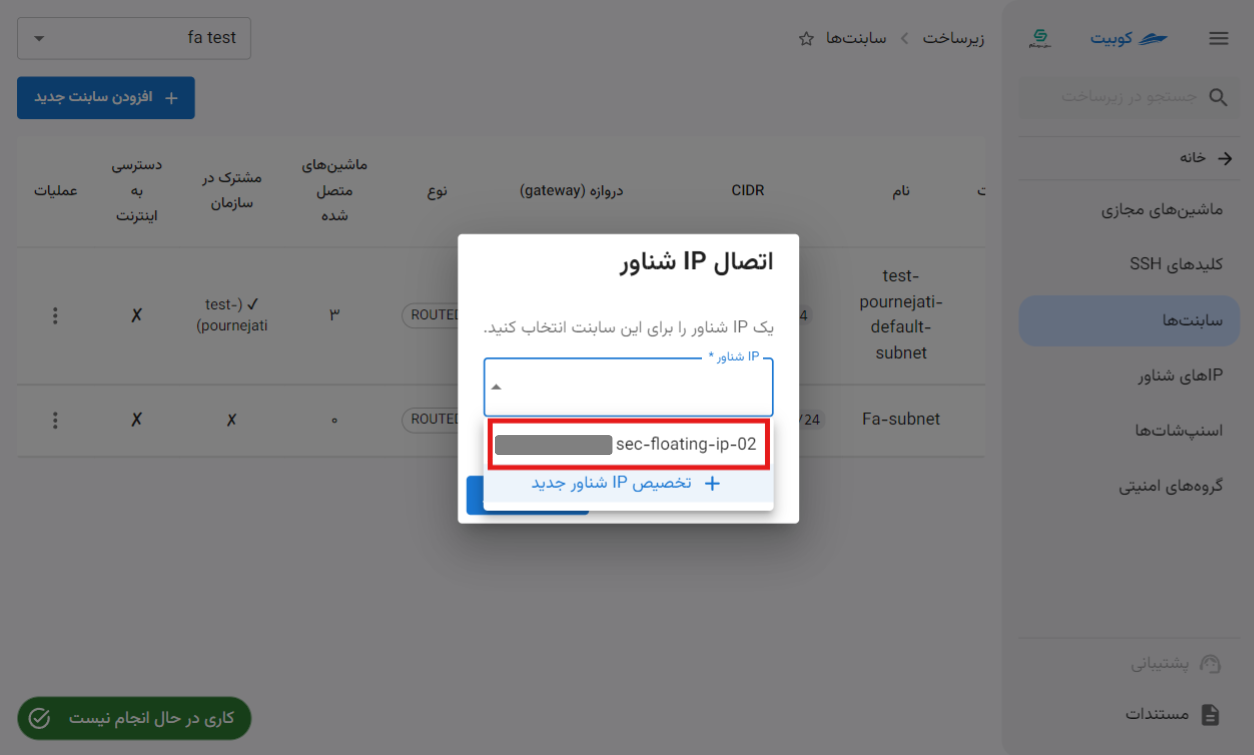 کوبیت
زیرساخت
سابنت‌ها
fa test
جستجو در زیرساخت
خانه
ماشین‌های مجازی
کلیدهای SSH
سابنت‌ها
IPهای شناور
اسنپ‌شات‌ها
گروه‌های امنیتی
پشتیبانی
مستندات
افزودن سابنت جدید
نام
CIDR
دروازه (gateway)
نوع
ماشین‌های
متصل
شده
مشترک در
سازمان
دسترسی
به
اینترنت
عملیات
test-
pournejati-
default-
subnet
۳
✓ (test-
pournejati)
✗
Fa-subnet
/24
۰
✗
✗
اتصال IP شناور
یک IP شناور را برای این سابنت انتخاب کنید.
IP شناور *
sec-floating-ip-02
تخصیص IP شناور جدید
کاری در حال انجام نیست